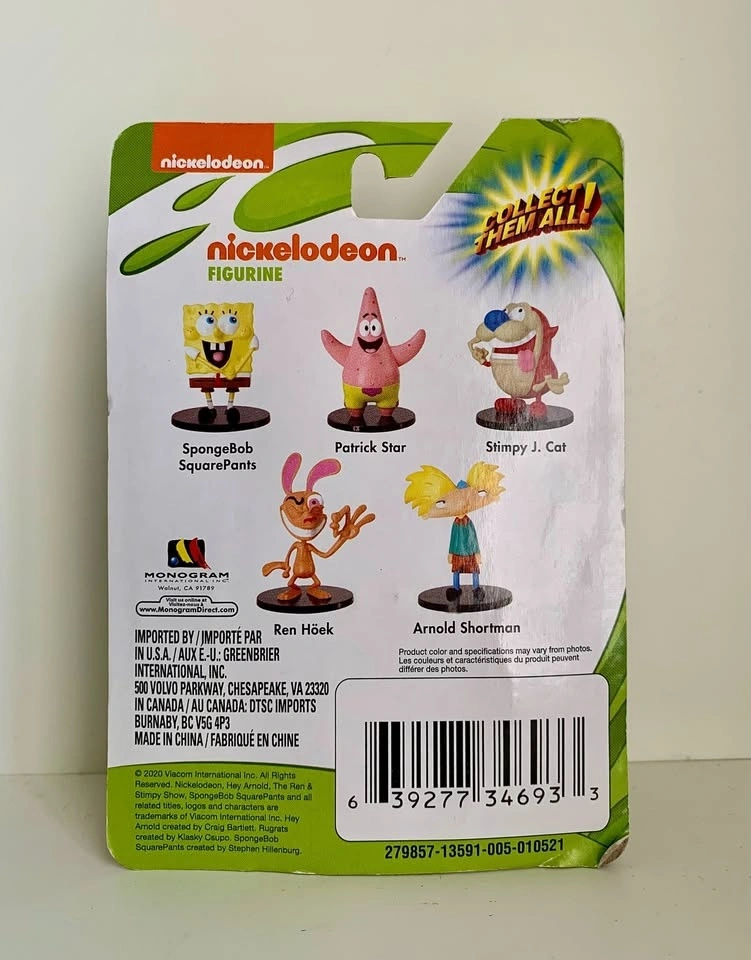 nickelodeon™
COLLECT
THEM ALL!
nickelodeon™
FIGURINE
SpongeBob
SquarePants
Patrick Star
Stimpy J. Cat
Ren Höek
Arnold Shortman
MONOGRAM
INTERNATIONAL INC.
Walnut, CA 91789
Visit us online at
Visitez-nous à
www.MonogramDirect.com
IMPORTED BY / IMPORTÉ PAR
IN U.S.A. / AUX E.-U.: GREENBRIER
INTERNATIONAL, INC.
500 VOLVO PARKWAY, CHESAPEAKE, VA 23320
IN CANADA / AU CANADA: DTSC IMPORTS
BURNABY, BC V5G 4P3
MADE IN CHINA / FABRIQUÉ EN CHINE
Product color and specifications may vary from photos.
Les couleurs et caractéristiques du produit peuvent
différer des photos.
© 2020 Viacom International Inc. All Rights
Reserved. Nickelodeon, Hey Arnold, The Ren &
Stimpy Show, SpongeBob SquarePants and all
related titles, logos and characters are
trademarks of Viacom International Inc. Hey
Arnold created by Craig Bartlett. Rugrats
created by Klasky Csupo. SpongeBob
SquarePants created by Stephen Hillenburg.
6 39277 34693 3
279857-13591-005-010521